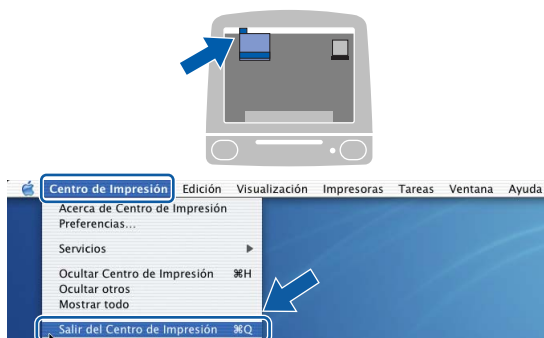 Centro de Impresión Edición Visualización Impresoras Tareas Ventana Ayuda
Acerca de Centro de Impresión
Preferencias...
Servicios
Ocultar Centro de Impresión ⌘H
Ocultar otros
Mostrar todo
Salir del Centro de Impresión ⌘Q